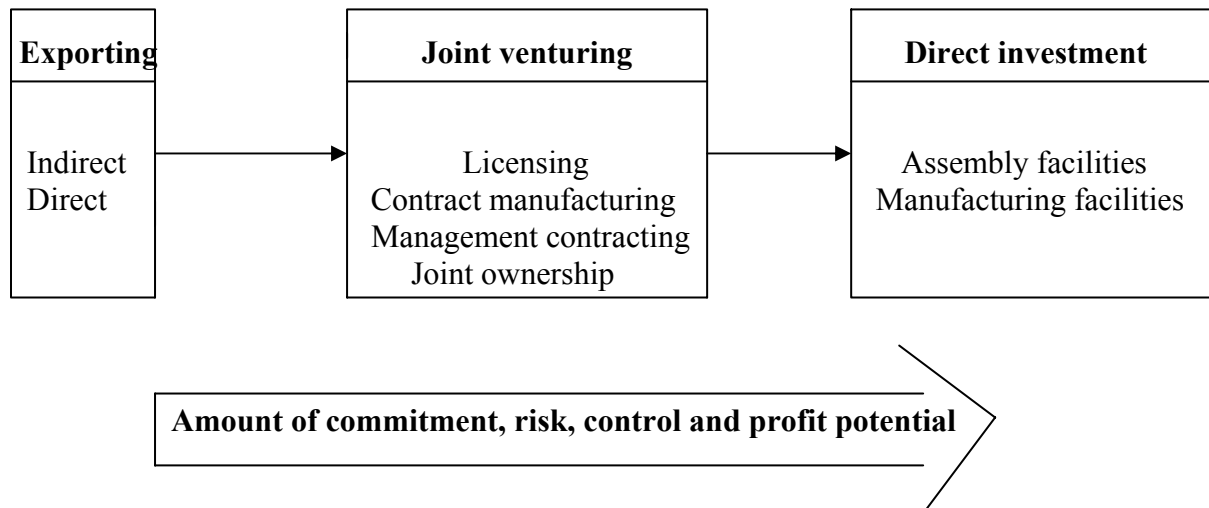 Exporting
Indirect
Direct
Joint venturing
Licensing
Contract manufacturing
Management contracting
Joint ownership
Direct investment
Assembly facilities
Manufacturing facilities
Amount of commitment, risk, control and profit potential